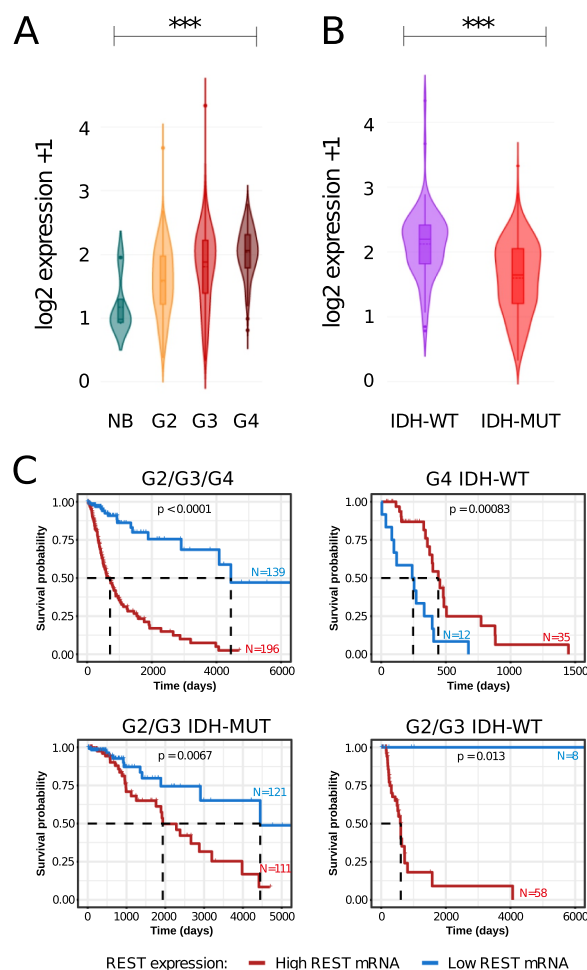 A
***
log2 expression +1
4
3
2
1
0
NB G2 G3 G4
B
***
log2 expression +1
4
3
2
1
0
IDH-WT IDH-MUT
C
G2/G3/G4
p <0.0001
Survival probability
1.00
0.75
0.50
0.25
0.00
N=139
N=196
0 2000 4000 6000
Time (days)
G4 IDH-WT
p = 0.00083
Survival probability
1.00
0.75
0.50
0.25
0.00
N=12
N=35
0 500 1000 1500
Time (days)
G2/G3 IDH-MUT
p = 0.0067
Survival probability
1.00
0.75
0.50
0.25
0.00
N=121
N=111
0 1000 2000 3000 4000 5000
Time (days)
G2/G3 IDH-WT
p = 0.013
Survival probability
1.00
0.75
0.50
0.25
0.00
N=8
N=58
0 2000 4000 6000
Time (days)
REST expression: High REST mRNA Low REST mRNA